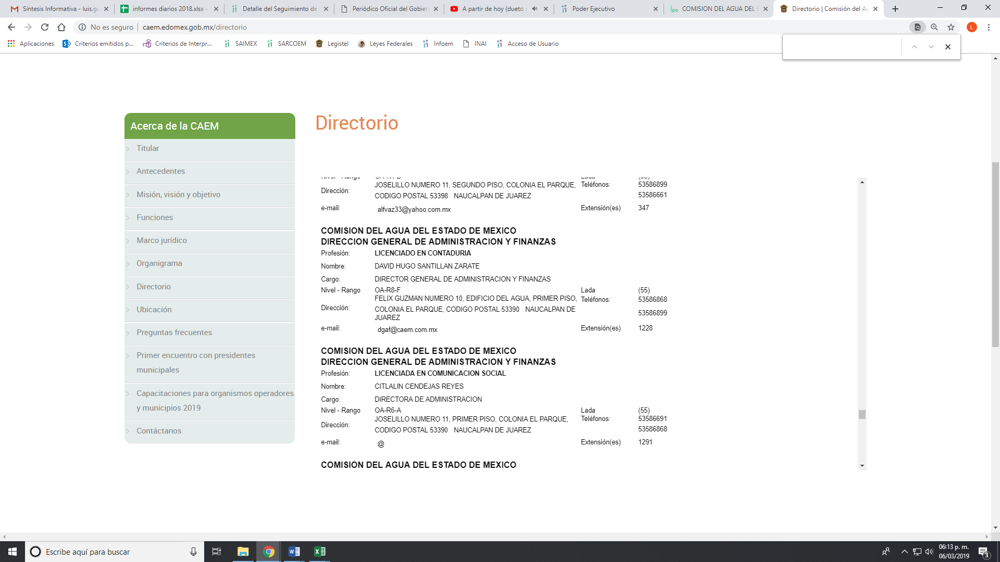 Síntesis Informativa - luis.gu
informes diarios 2018.xlsx -
Detalle del Seguimiento de
Periódico Oficial del Gobier
A partir de hoy (dueto
Poder Ejecutivo
COMISION DEL AGUA DEL
Directorio | Comisión del Ag
No es seguro | caem.edomex.gob.mx/directorio
L
Aplicaciones
Criterios emitidos p...
Criterios de Interpr...
SAIMEX
SARCOEM
Legistel
Leyes Federales
Infoem
INAI
Acceso de Usuario
Acerca de la CAEM
Titular
Antecedentes
Misión, visión y objetivo
Funciones
Marco jurídico
Organigrama
Directorio
Ubicación
Preguntas frecuentes
Primer encuentro con presidentes
municipales
Capacitaciones para organismos operadores
y municipios 2019
Contáctanos
Directorio
JOSELILLO NUMERO 11, SEGUNDO PISO, COLONIA EL PARQUE, Teléfonos: 53586899
Dirección:
CODIGO POSTAL 53398 NAUCALPAN DE JUAREZ 53586661
e-mail: alfvaz33@yahoo.com.mx Extensión(es) 347
COMISION DEL AGUA DEL ESTADO DE MEXICO
DIRECCION GENERAL DE ADMINISTRACION Y FINANZAS
Profesión: LICENCIADO EN CONTADURIA
Nombre: DAVID HUGO SANTILLAN ZARATE
Cargo: DIRECTOR GENERAL DE ADMINISTRACION Y FINANZAS
Nivel - Rango OA-R8-F Lada (55)
FELIX GUZMAN NUMERO 10, EDIFICIO DEL AGUA, PRIMER PISO, Teléfonos: 53586868
Dirección:
COLONIA EL PARQUE, CODIGO POSTAL 53390 NAUCALPAN DE 53586899
JUAREZ
e-mail: dgaf@caem.com.mx Extensión(es) 1228
COMISION DEL AGUA DEL ESTADO DE MEXICO
DIRECCION GENERAL DE ADMINISTRACION Y FINANZAS
Profesión: LICENCIADA EN COMUNICACION SOCIAL
Nombre: CITLALIN CENDEJAS REYES
Cargo: DIRECTORA DE ADMINISTRACION
Nivel - Rango OA-R6-A Lada (55)
JOSELILLO NUMERO 11, PRIMER PISO, COLONIA EL PARQUE, Teléfonos: 53586691
Dirección:
CODIGO POSTAL 53390 NAUCALPAN DE JUAREZ 53586868
e-mail: @ Extensión(es) 1291
COMISION DEL AGUA DEL ESTADO DE MEXICO
Escribe aquí para buscar
06:13 p. m.
06/03/2019
3